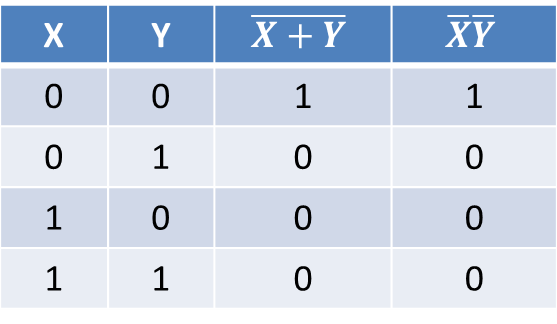 X Y X̅ ̅+̅ ̅Y̅ X̅Y̅
0 0 1 1
0 1 0 0
1 0 0 0
1 1 0 0